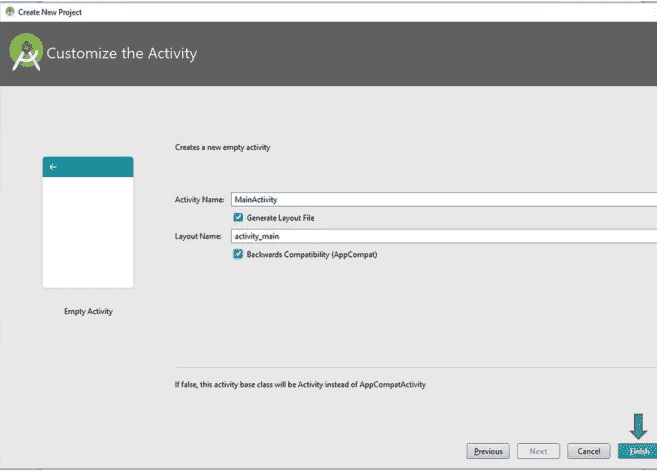 Create New Project
Customize the Activity
Creates a new empty activity
Activity Name: MainActivity
Generate Layout File
Layout Name: activity_main
Backwards Compatibility (AppCompat)
Empty Activity
If false, this activity base class will be Activity instead of AppCompatActivity
Previous Next Cancel Finish